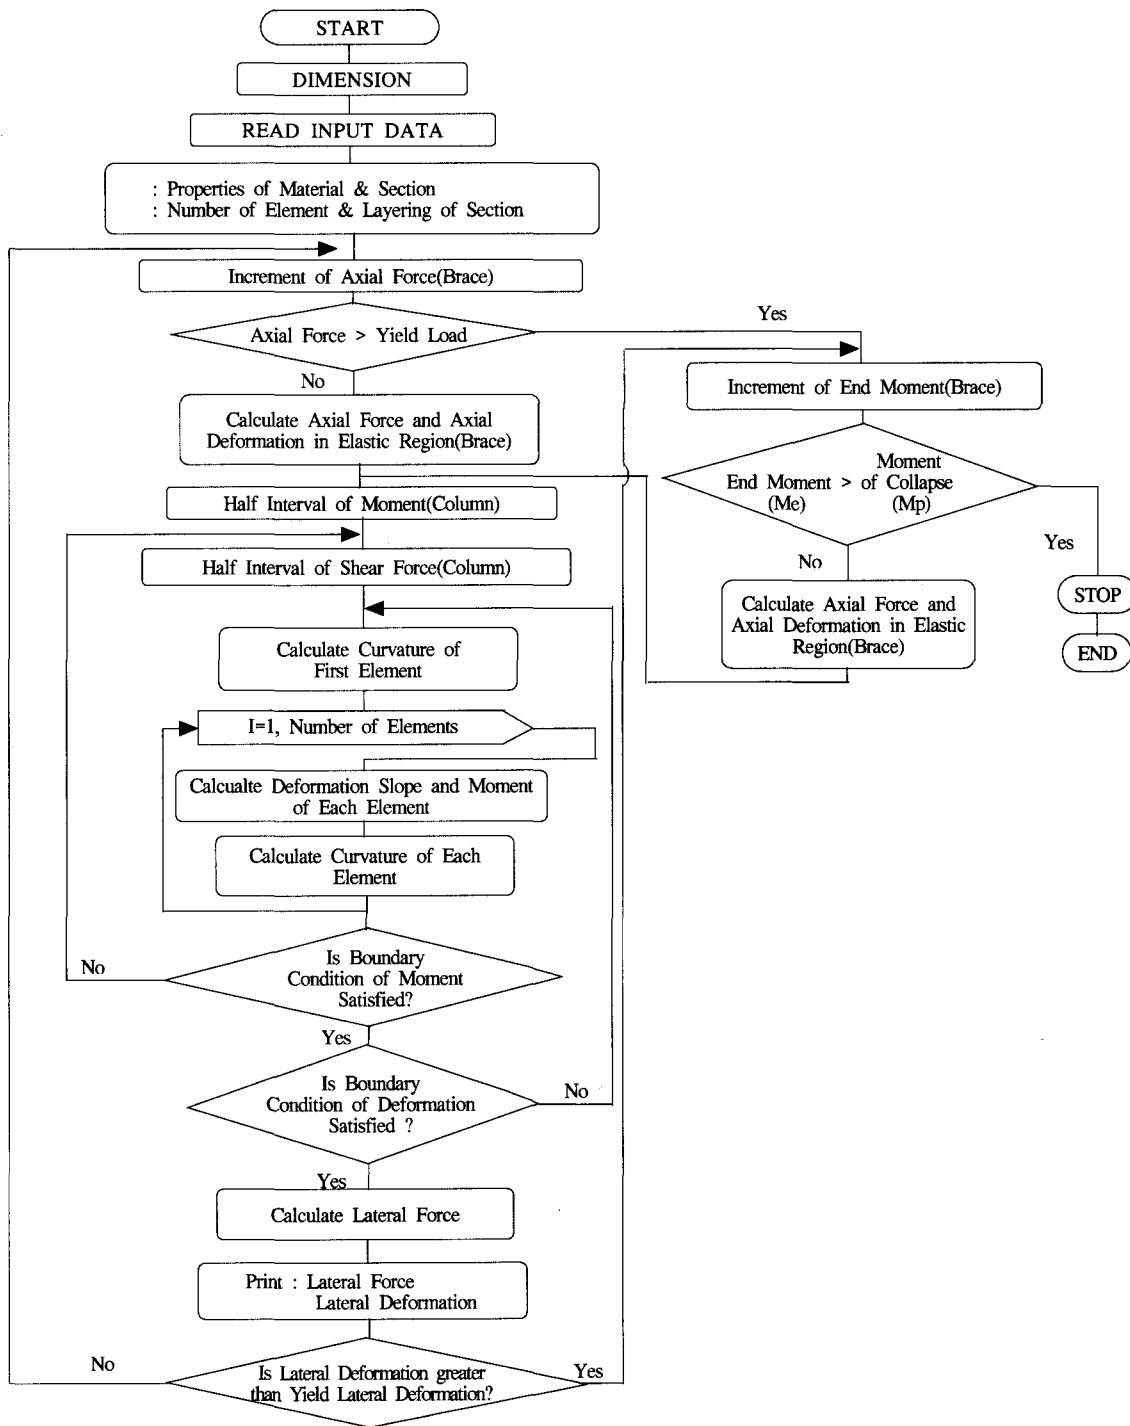 START
DIMENSION
READ INPUT DATA
: Properties of Material & Section
: Number of Element & Layering of Section
Increment of Axial Force(Brace)
Axial Force > Yield Load
Yes
No
Calculate Axial Force and Axial
Deformation in Elastic Region(Brace)
Half Interval of Moment(Column)
Half Interval of Shear Force(Column)
Calculate Curvature of
First Element
I=1, Number of Elements
Calcualte Deformation Slope and Moment
of Each Element
Calculate Curvature of Each
Element
Is Boundary
Condition of Moment
Satisfied?
No
Yes
Is Boundary
Condition of Deformation
Satisfied ?
No
Yes
Calculate Lateral Force
Print : Lateral Force
Lateral Deformation
Is Lateral Deformation greater
than Yield Lateral Deformation?
No
Yes
Increment of End Moment(Brace)
Moment
End Moment > of Collapse
(Me) (Mp)
Yes
No
Calculate Axial Force and
Axial Deformation in Elastic
Region(Brace)
STOP
END